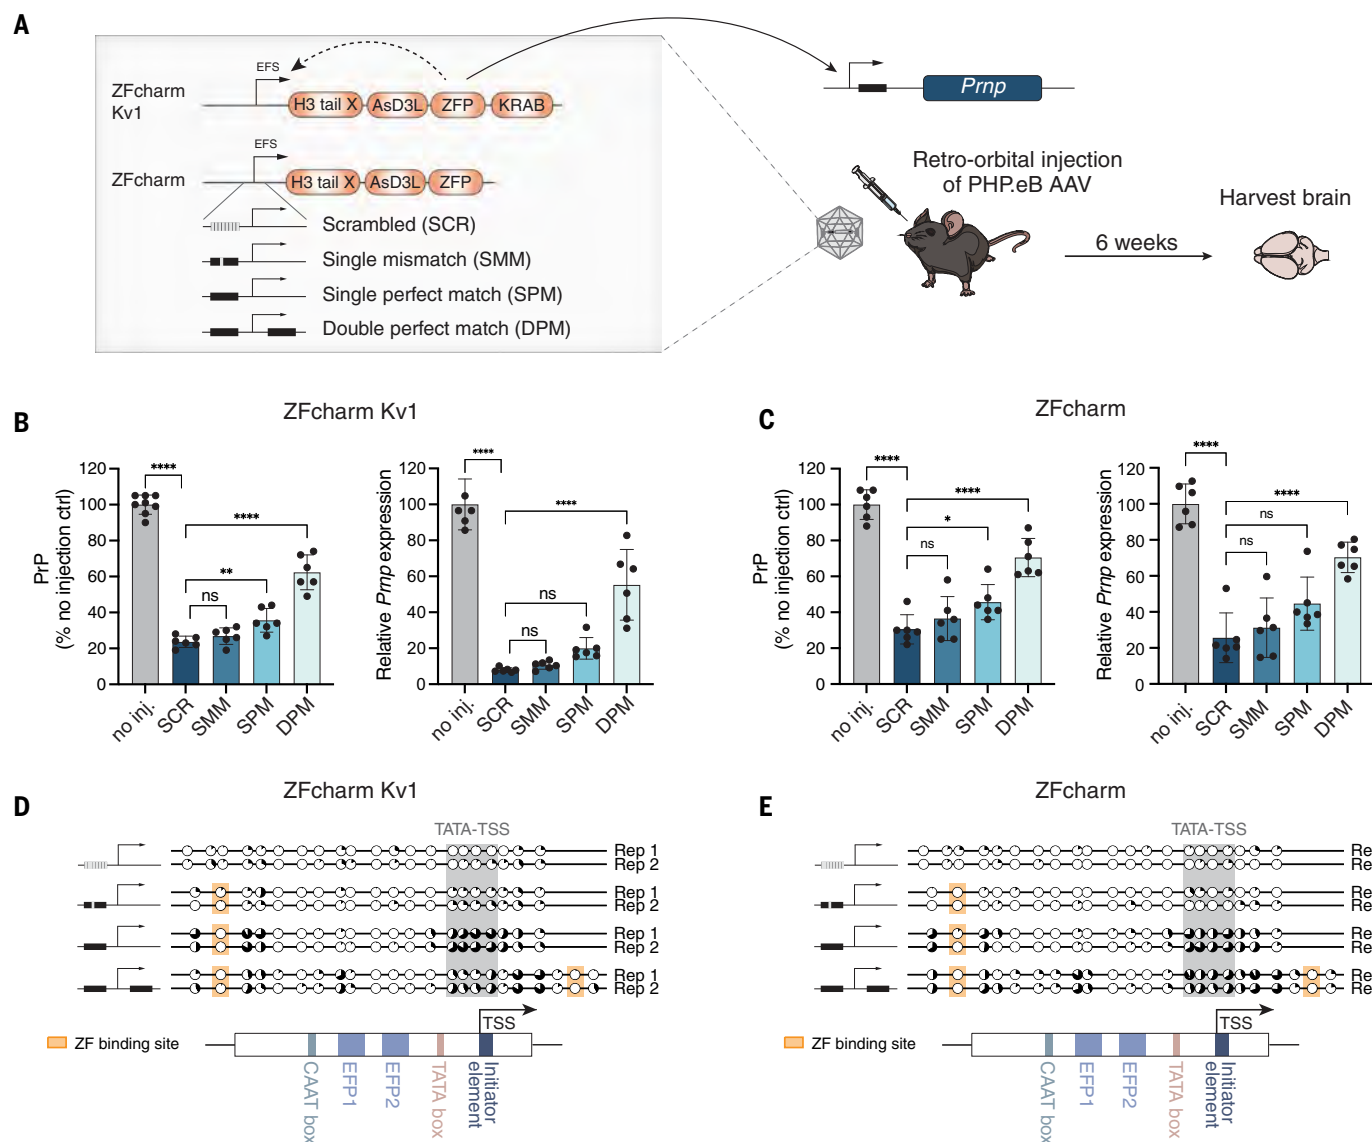 A
ZFcharm
Kv1
EFS
H3 tail X
AsD3L
ZFP
KRAB
ZFcharm
EFS
H3 tail X
AsD3L
ZFP
Scrambled (SCR)
Single mismatch (SMM)
Single perfect match (SPM)
Double perfect match (DPM)
Prnp
Retro-orbital injection
of PHP.eB AAV
6 weeks
Harvest brain
B
ZFcharm Kv1
PrP
(% no injection ctrl)
120
100
80
60
40
20
0
****
****
**
ns
no inj.
SCR
SMM
SPM
DPM
Relative Prnp expression
120
100
80
60
40
20
0
****
****
ns
ns
no inj.
SCR
SMM
SPM
DPM
C
ZFcharm
PrP
(% no injection ctrl)
120
100
80
60
40
20
0
****
****
*
ns
no inj.
SCR
SMM
SPM
DPM
Relative Prnp expression
120
100
80
60
40
20
0
****
****
ns
ns
no inj.
SCR
SMM
SPM
DPM
D
ZFcharm Kv1
TATA-TSS
Rep 1
Rep 2
Rep 1
Rep 2
Rep 1
Rep 2
Rep 1
Rep 2
TSS
ZF binding site
CAAT box
EFP1
EFP2
TATA box
Initiator
element
E
ZFcharm
TATA-TSS
Re
Re
Re
Re
Re
Re
Re
Re
TSS
ZF binding site
CAAT box
EFP1
EFP2
TATA box
Initiator
element